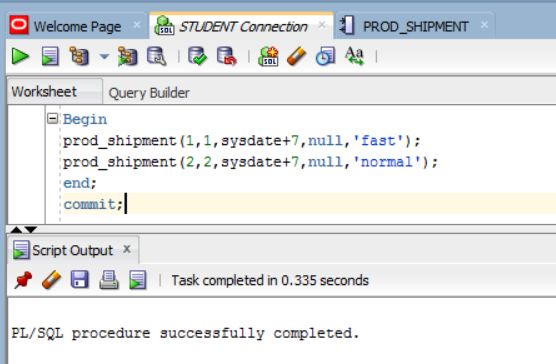 Welcome Page × STUDENT Connection × PROD_SHIPMENT ×
SQL Aa
Worksheet Query Builder
Begin
prod_shipment(1,1,sysdate+7,null,'fast');
prod_shipment(2,2,sysdate+7,null,'normal');
end;
commit;
Script Output ×
Task completed in 0.335 seconds
PL/SQL procedure successfully completed.